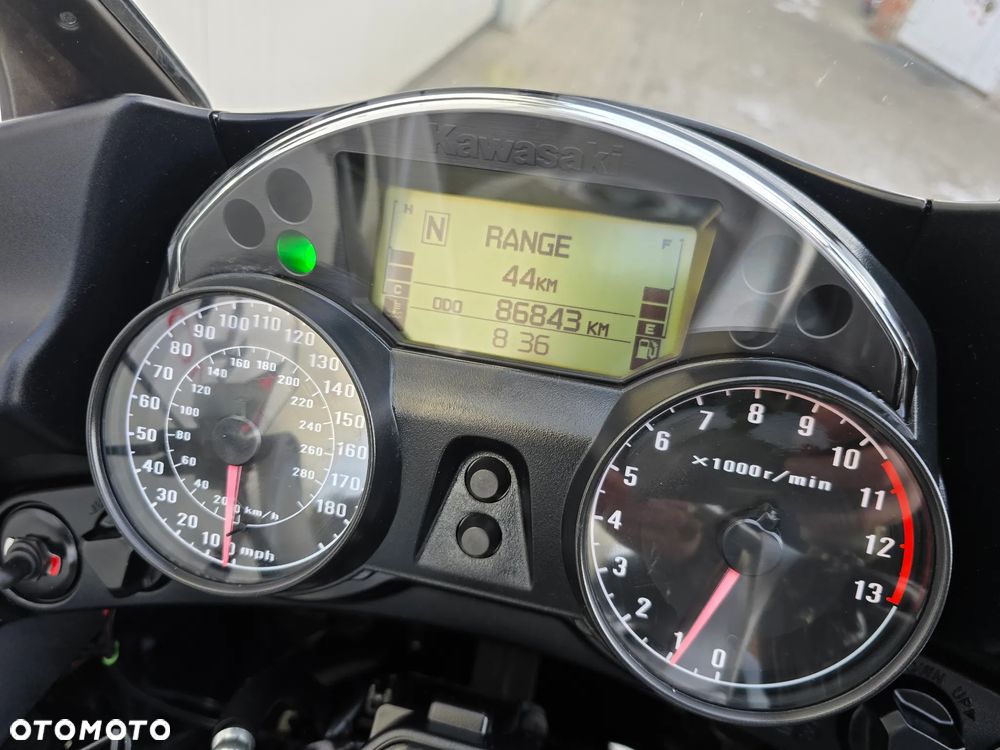 Kawasaki
H N RANGE F
44KM
C ODO 86843 KM E
8 36
0 10 20 30 40 50 60 70 80 90 100 110 120 130 140 150 160 170 180
mph
20 40 60 80 100 120 140 160 180 200 220 240 260 280
km/h
0 1 2 3 4 5 6 7 8 9 10 11 12 13
×1000r/min
OTOMOTO